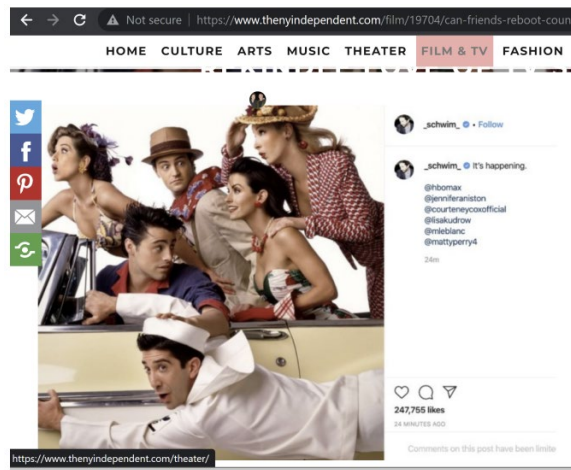 Not secure | https://www.thenyindependent.com/film/19704/can-friends-reboot-coun
HOME CULTURE ARTS MUSIC THEATER FILM & TV FASHION
_schwim_ • Follow
_schwim_ It's happening.
@hbomax
@jenniferaniston
@courteneycoxofficial
@lisakudrow
@mleblanc
@mattyperry4
24m
247,755 likes
24 MINUTES AGO
Comments on this post have been limite
https://www.thenyindependent.com/theater/